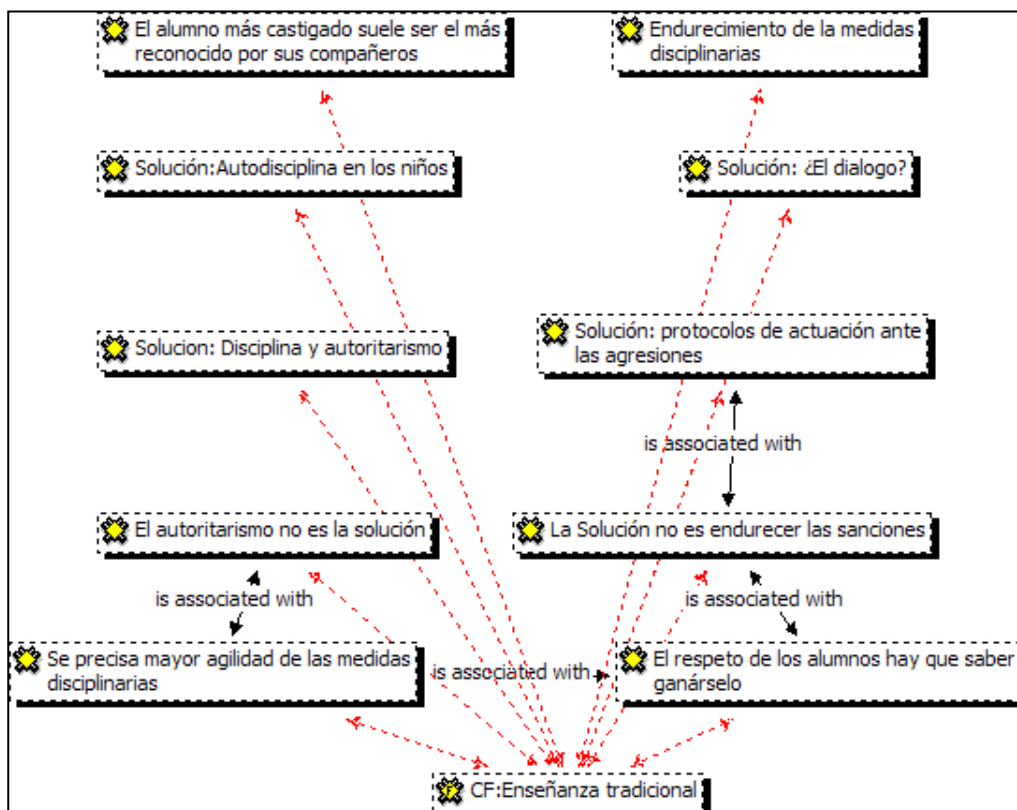 El alumno más castigado suele ser el más
reconocido por sus compañeros
Endurecimiento de la medidas
disciplinarias
Solución:Autodisciplina en los niños
Solución: ¿El dialogo?
Solucion: Disciplina y autoritarismo
Solución: protocolos de actuación ante
las agresiones
is associated with
El autoritarismo no es la solución
La Solución no es endurecer las sanciones
is associated with
is associated with
Se precisa mayor agilidad de las medidas
disciplinarias
is associated with
El respeto de los alumnos hay que saber
ganárselo
F
CF:Enseñanza tradicional